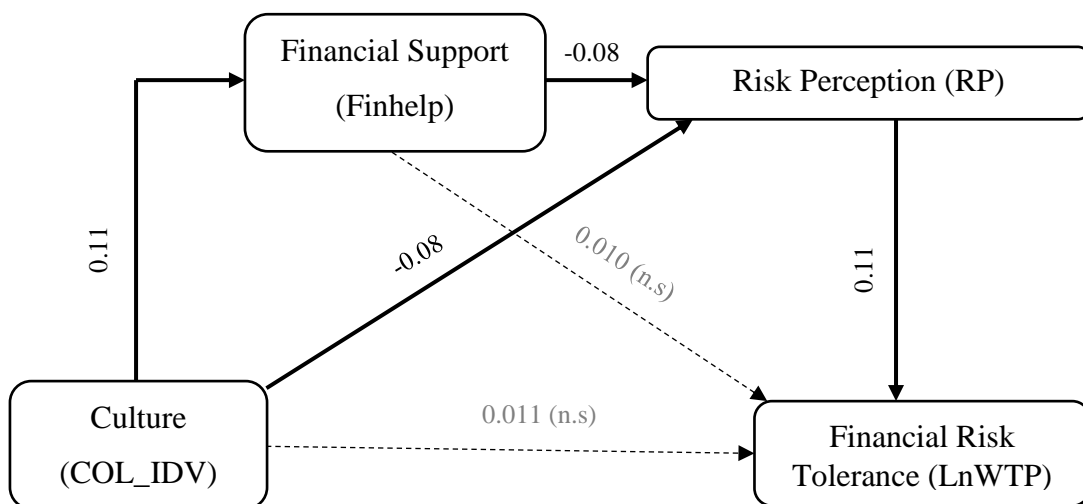 Financial Support
(Finhelp)
-0.08
Risk Perception (RP)
0.11
-0.08
0.010 (n.s)
0.11
Culture
(COL_IDV)
0.011 (n.s)
Financial Risk
Tolerance (LnWTP)